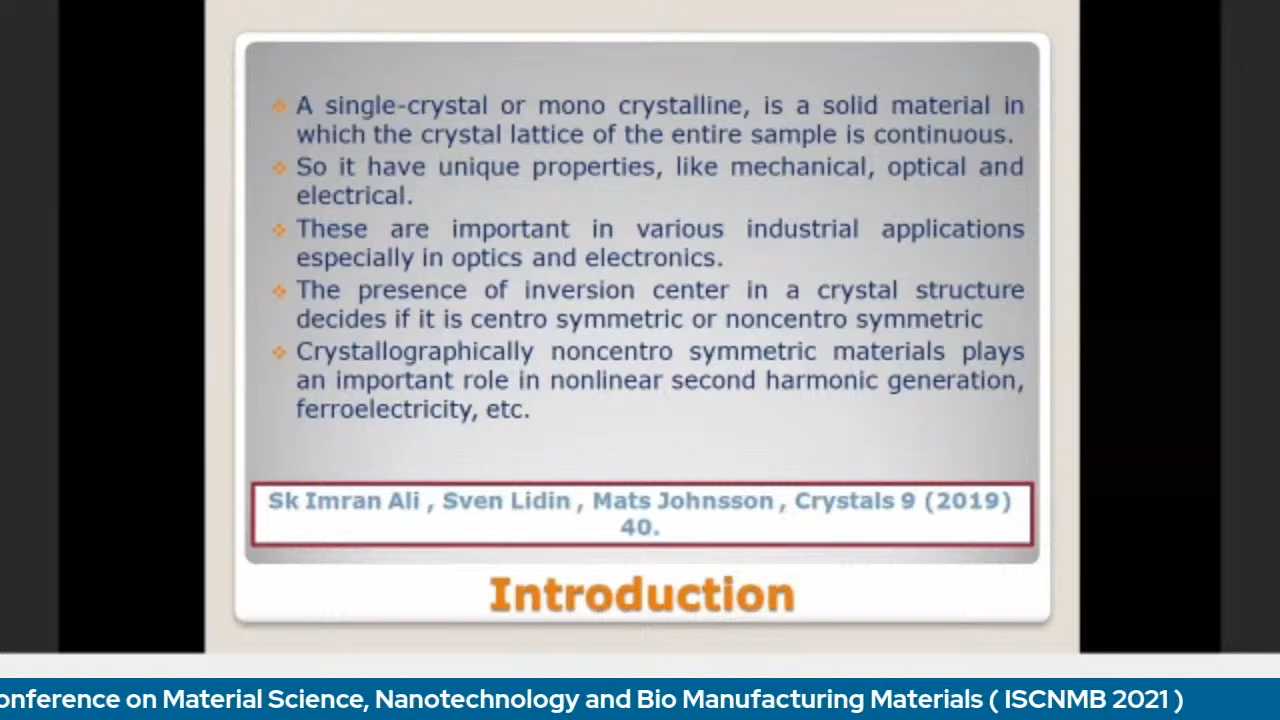 A single-crystal or mono crystalline, is a solid material in
which the crystal lattice of the entire sample is continuous.
So it have unique properties, like mechanical, optical and
electrical.
These are important in various industrial applications
especially in optics and electronics.
The presence of inversion center in a crystal structure
decides if it is centro symmetric or noncentro symmetric
Crystallographically noncentro symmetric materials plays
an important role in nonlinear second harmonic generation,
ferroelectricity, etc.
Sk Imran Ali , Sven Lidin , Mats Johnsson , Crystals 9 (2019)
40.
Introduction
onference on Material Science, Nanotechnology and Bio Manufacturing Materials ( ISCNMB 2021 )